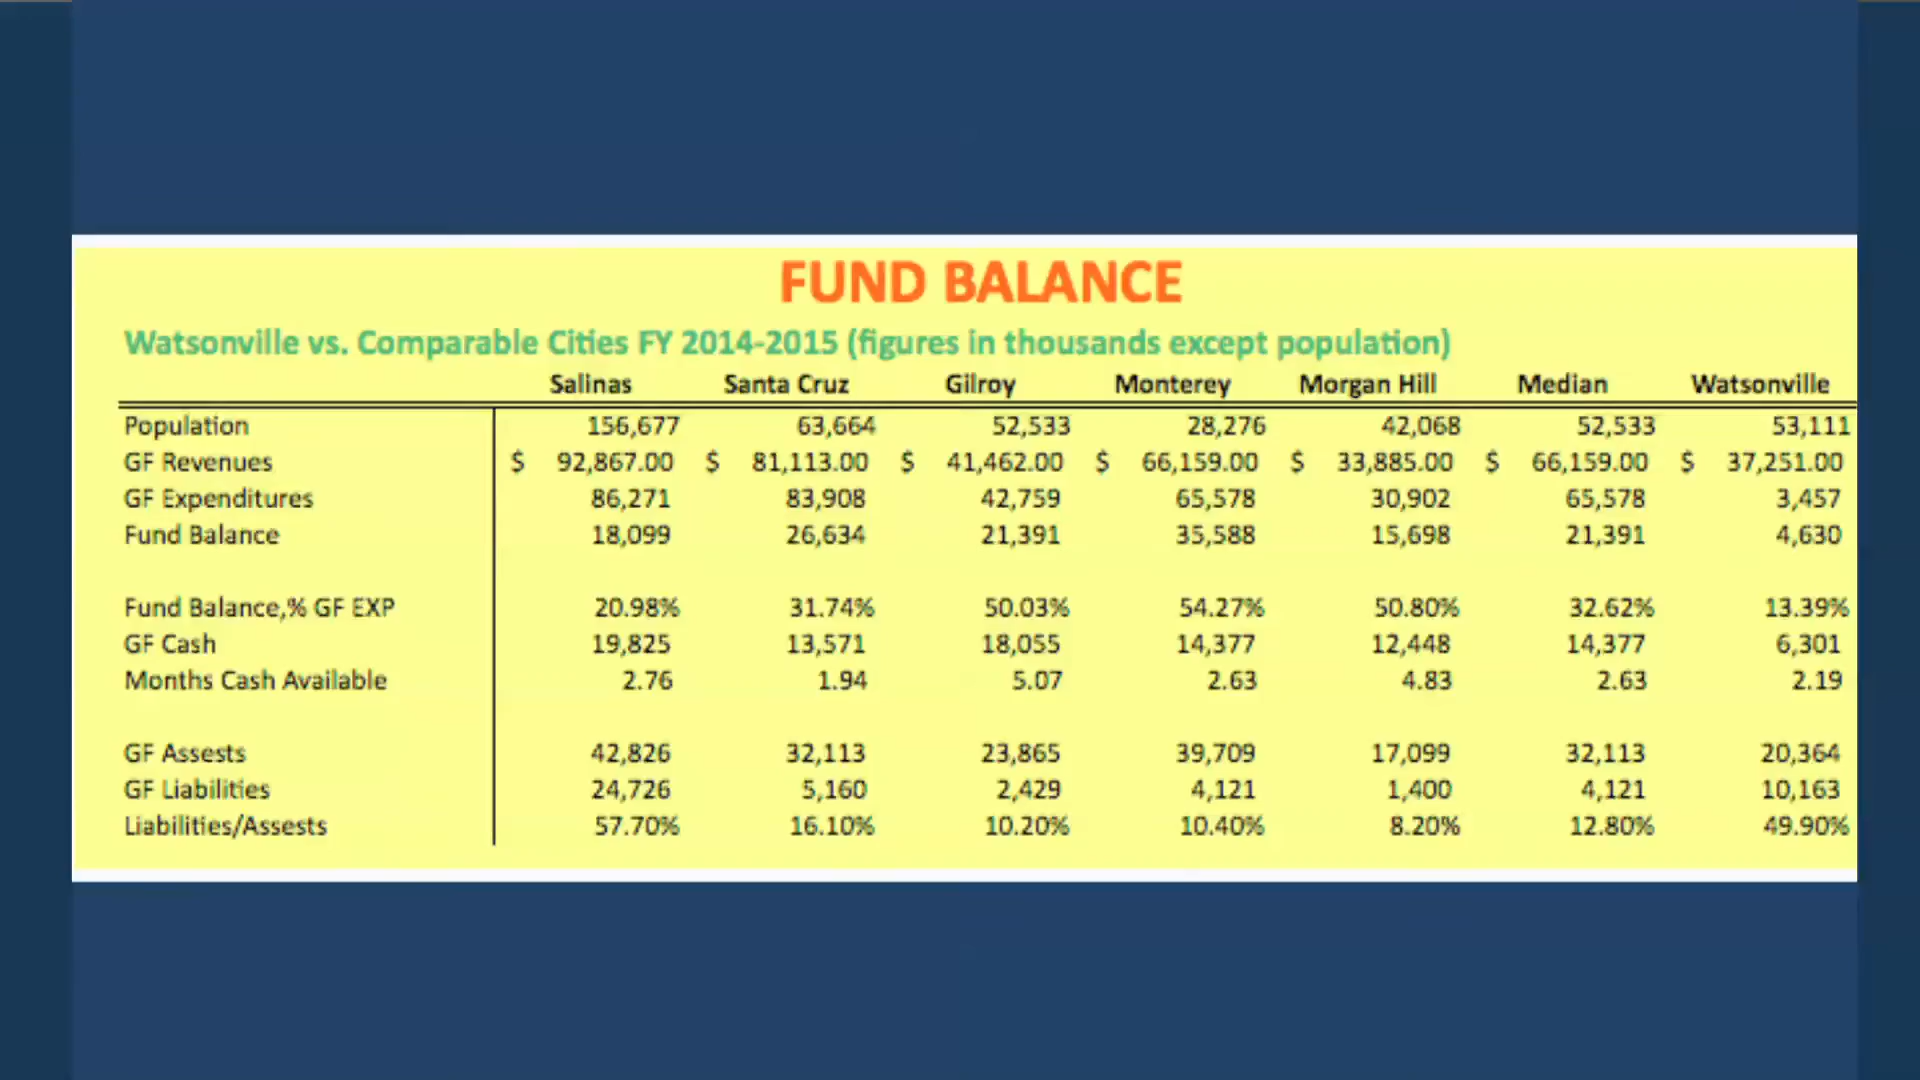 FUND BALANCE
Watsonville vs. Comparable Cities FY 2014-2015 (figures in thousands except population)
Salinas Santa Cruz Gilroy Monterey Morgan Hill Median Watsonville
Population 156,677 63,664 52,533 28,276 42,068 52,533 53,111
GF Revenues $ 92,867.00 $ 81,113.00 $ 41,462.00 $ 66,159.00 $ 33,885.00 $ 66,159.00 $ 37,251.00
GF Expenditures 86,271 83,908 42,759 65,578 30,902 65,578 3,457
Fund Balance 18,099 26,634 21,391 35,588 15,698 21,391 4,630
Fund Balance,% GF EXP 20.98% 31.74% 50.03% 54.27% 50.80% 32.62% 13.39%
GF Cash 19,825 13,571 18,055 14,377 12,448 14,377 6,301
Months Cash Available 2.76 1.94 5.07 2.63 4.83 2.63 2.19
GF Assests 42,826 32,113 23,865 39,709 17,099 32,113 20,364
GF Liabilities 24,726 5,160 2,429 4,121 1,400 4,121 10,163
Liabilities/Assests 57.70% 16.10% 10.20% 10.40% 8.20% 12.80% 49.90%